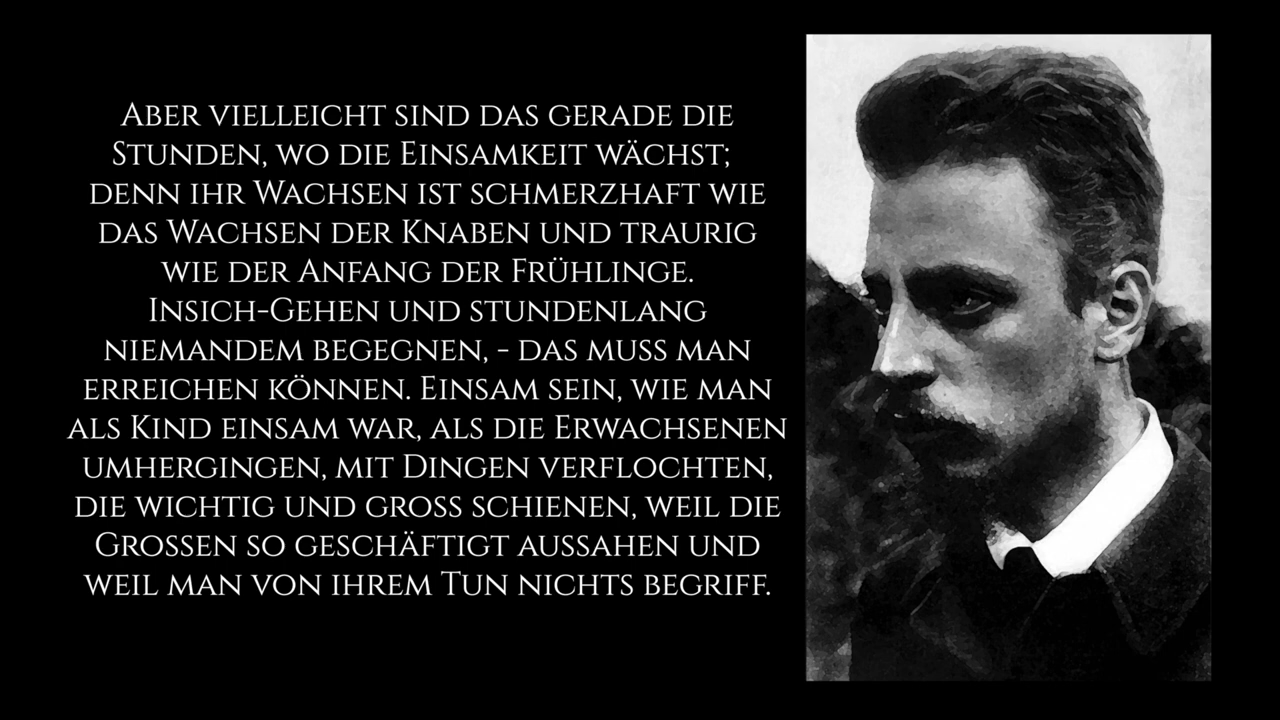 Aber vielleicht sind das gerade die
Stunden, wo die Einsamkeit wächst;
denn ihr Wachsen ist schmerzhaft wie
das Wachsen der Knaben und traurig
wie der Anfang der Frühlinge.
Insich-Gehen und stundenlang
niemandem begegnen, - das muss man
erreichen können. Einsam sein, wie man
als Kind einsam war, als die Erwachsenen
umhergingen, mit Dingen verflochten,
die wichtig und gross schienen, weil die
Grossen so geschäftigt aussahen und
weil man von ihrem Tun nichts begriff.